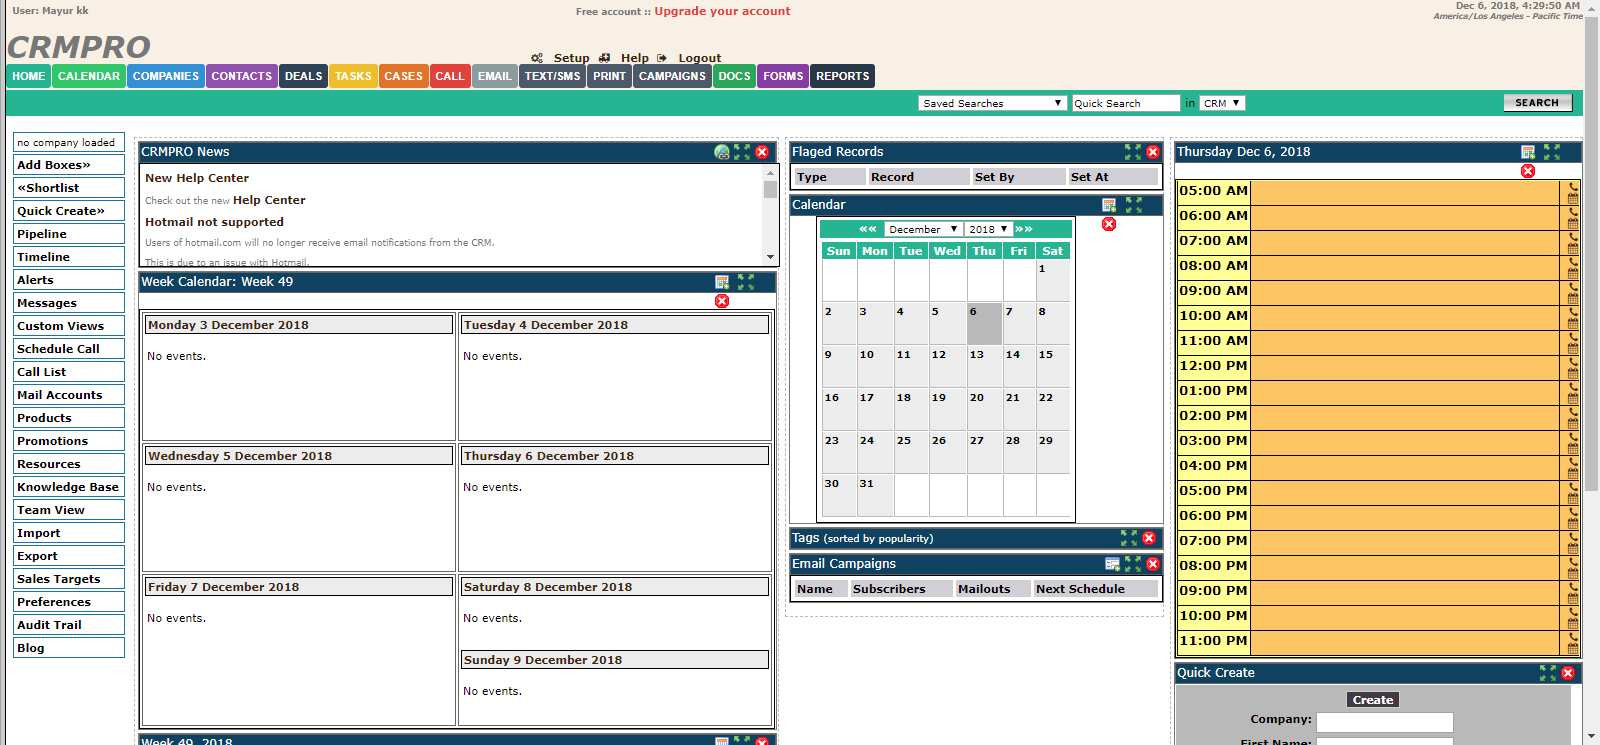 User: Mayur kk
Free account :: Upgrade your account
Dec 6, 2018, 4:29:50 AM
America/Los Angeles - Pacific Time
CRMPRO
Setup Help Logout
HOME CALENDAR COMPANIES CONTACTS DEALS TASKS CASES CALL EMAIL TEXT/SMS PRINT CAMPAIGNS DOCS FORMS REPORTS
Saved Searches Quick Search in CRM SEARCH
no company loaded
Add Boxes»
«Shortlist
Quick Create»
Pipeline
Timeline
Alerts
Messages
Custom Views
Schedule Call
Call List
Mail Accounts
Products
Promotions
Resources
Knowledge Base
Team View
Import
Export
Sales Targets
Preferences
Audit Trail
Blog
CRMPRO News
New Help Center
Check out the new Help Center
Hotmail not supported
Users of hotmail.com will no longer receive email notifications from the CRM.
This is due to an issue with Hotmail.
Week Calendar: Week 49
Monday 3 December 2018
No events.
Tuesday 4 December 2018
No events.
Wednesday 5 December 2018
No events.
Thursday 6 December 2018
No events.
Friday 7 December 2018
No events.
Saturday 8 December 2018
No events.
Sunday 9 December 2018
No events.
Week 49, 2018
Flaged Records
Type Record Set By Set At
Calendar
«« December 2018 »»
Sun Mon Tue Wed Thu Fri Sat
1
2 3 4 5 6 7 8
9 10 11 12 13 14 15
16 17 18 19 20 21 22
23 24 25 26 27 28 29
30 31
Tags (sorted by popularity)
Email Campaigns
Name Subscribers Mailouts Next Schedule
Thursday Dec 6, 2018
05:00 AM
06:00 AM
07:00 AM
08:00 AM
09:00 AM
10:00 AM
11:00 AM
12:00 PM
01:00 PM
02:00 PM
03:00 PM
04:00 PM
05:00 PM
06:00 PM
07:00 PM
08:00 PM
09:00 PM
10:00 PM
11:00 PM
Quick Create
Create
Company:
First Name: